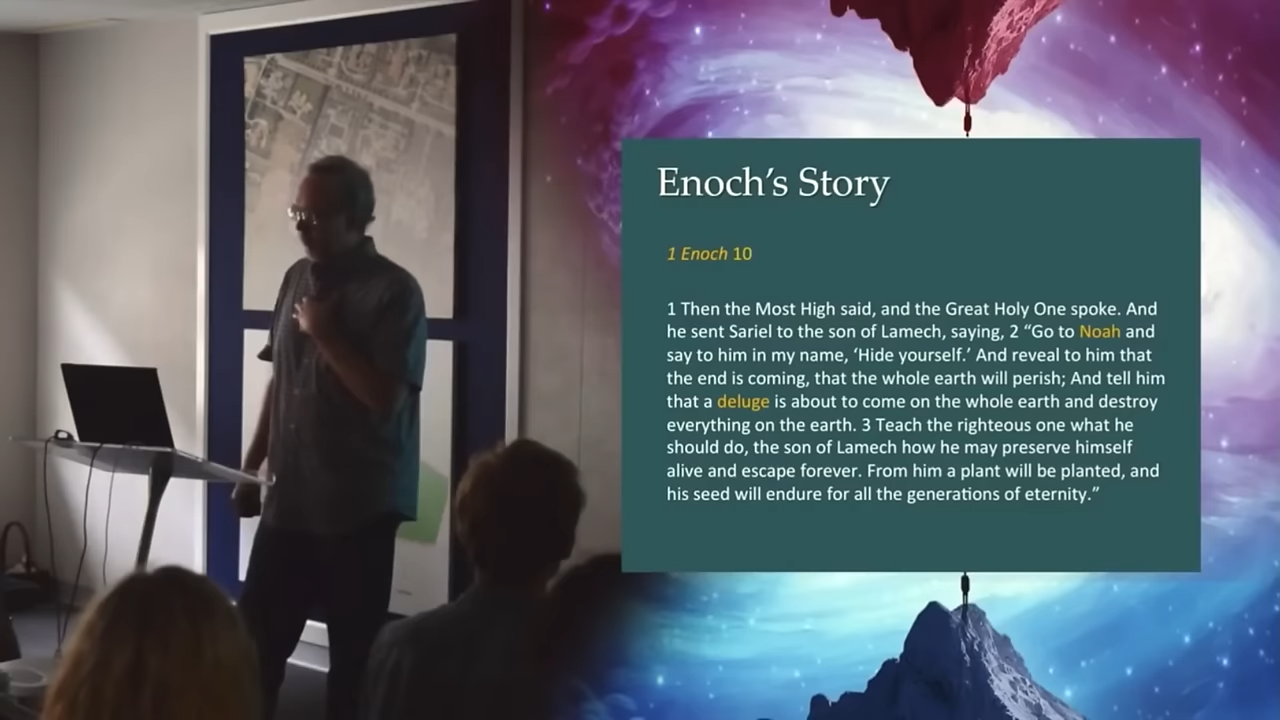 Enoch's Story
1 Enoch 10
1 Then the Most High said, and the Great Holy One spoke. And
he sent Sariel to the son of Lamech, saying, 2 “Go to Noah and
say to him in my name, ‘Hide yourself.’ And reveal to him that
the end is coming, that the whole earth will perish; And tell him
that a deluge is about to come on the whole earth and destroy
everything on the earth. 3 Teach the righteous one what he
should do, the son of Lamech how he may preserve himself
alive and escape forever. From him a plant will be planted, and
his seed will endure for all the generations of eternity.”